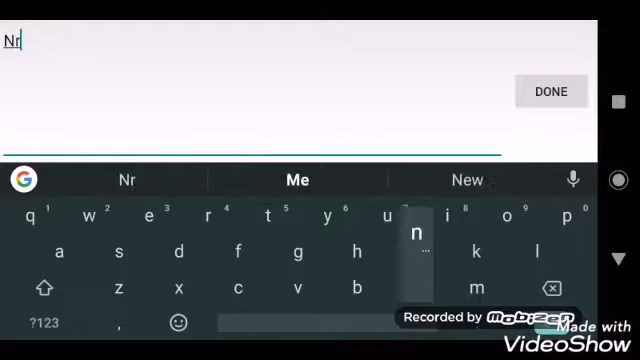 Nr
DONE
G Nr Me New
q 1 w 2 e 3 r 4 t 5 y 6 u 7 i 8 o 9 p 0
n
...
a s d f g h k l
z x c v b m
?123 ,
Recorded by mobizen
Made with
VideoShow